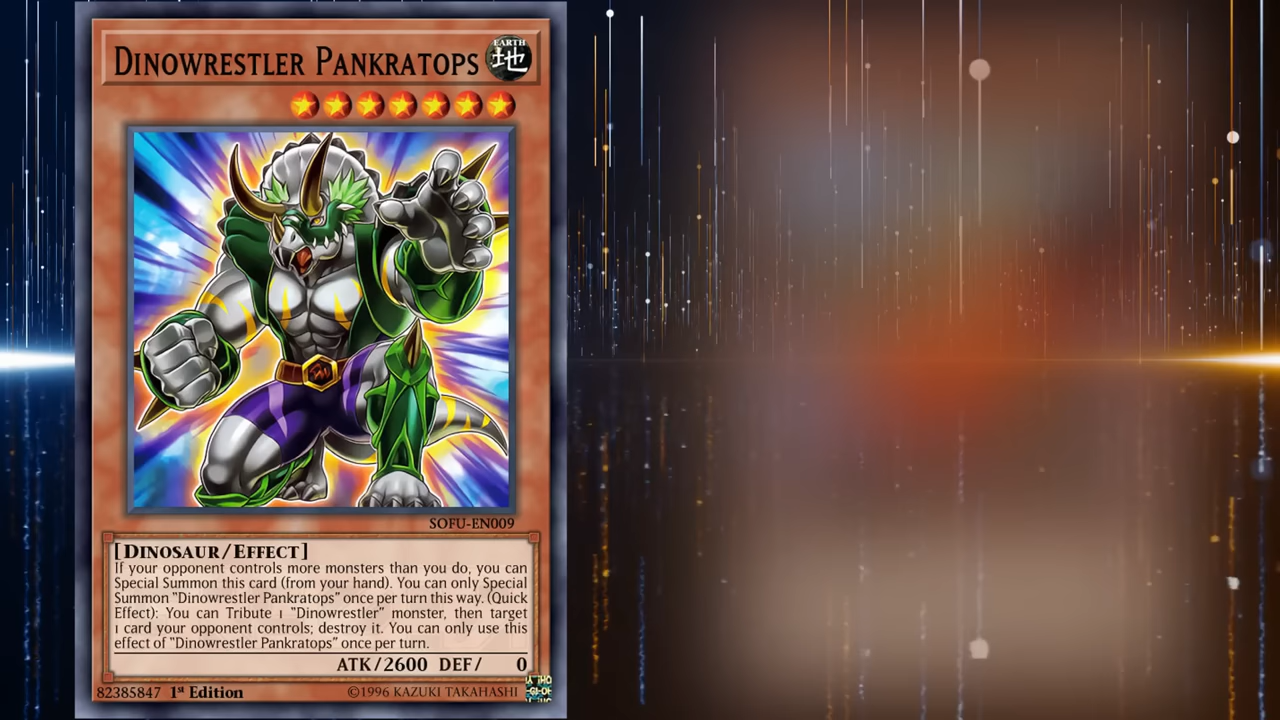 DINOWRESTLER PANKRATOPS
EARTH
地
SOFU-EN009
[DINOSAUR/EFFECT]
If your opponent controls more monsters than you do, you can
Special Summon this card (from your hand). You can only Special
Summon "Dinowrestler Pankratops" once per turn this way. (Quick
Effect): You can Tribute 1 "Dinowrestler" monster, then target
1 card your opponent controls; destroy it. You can only use this
effect of "Dinowrestler Pankratops" once per turn.
ATK/2600 DEF/ 0
82385847 1st Edition ©1996 KAZUKI TAKAHASHI